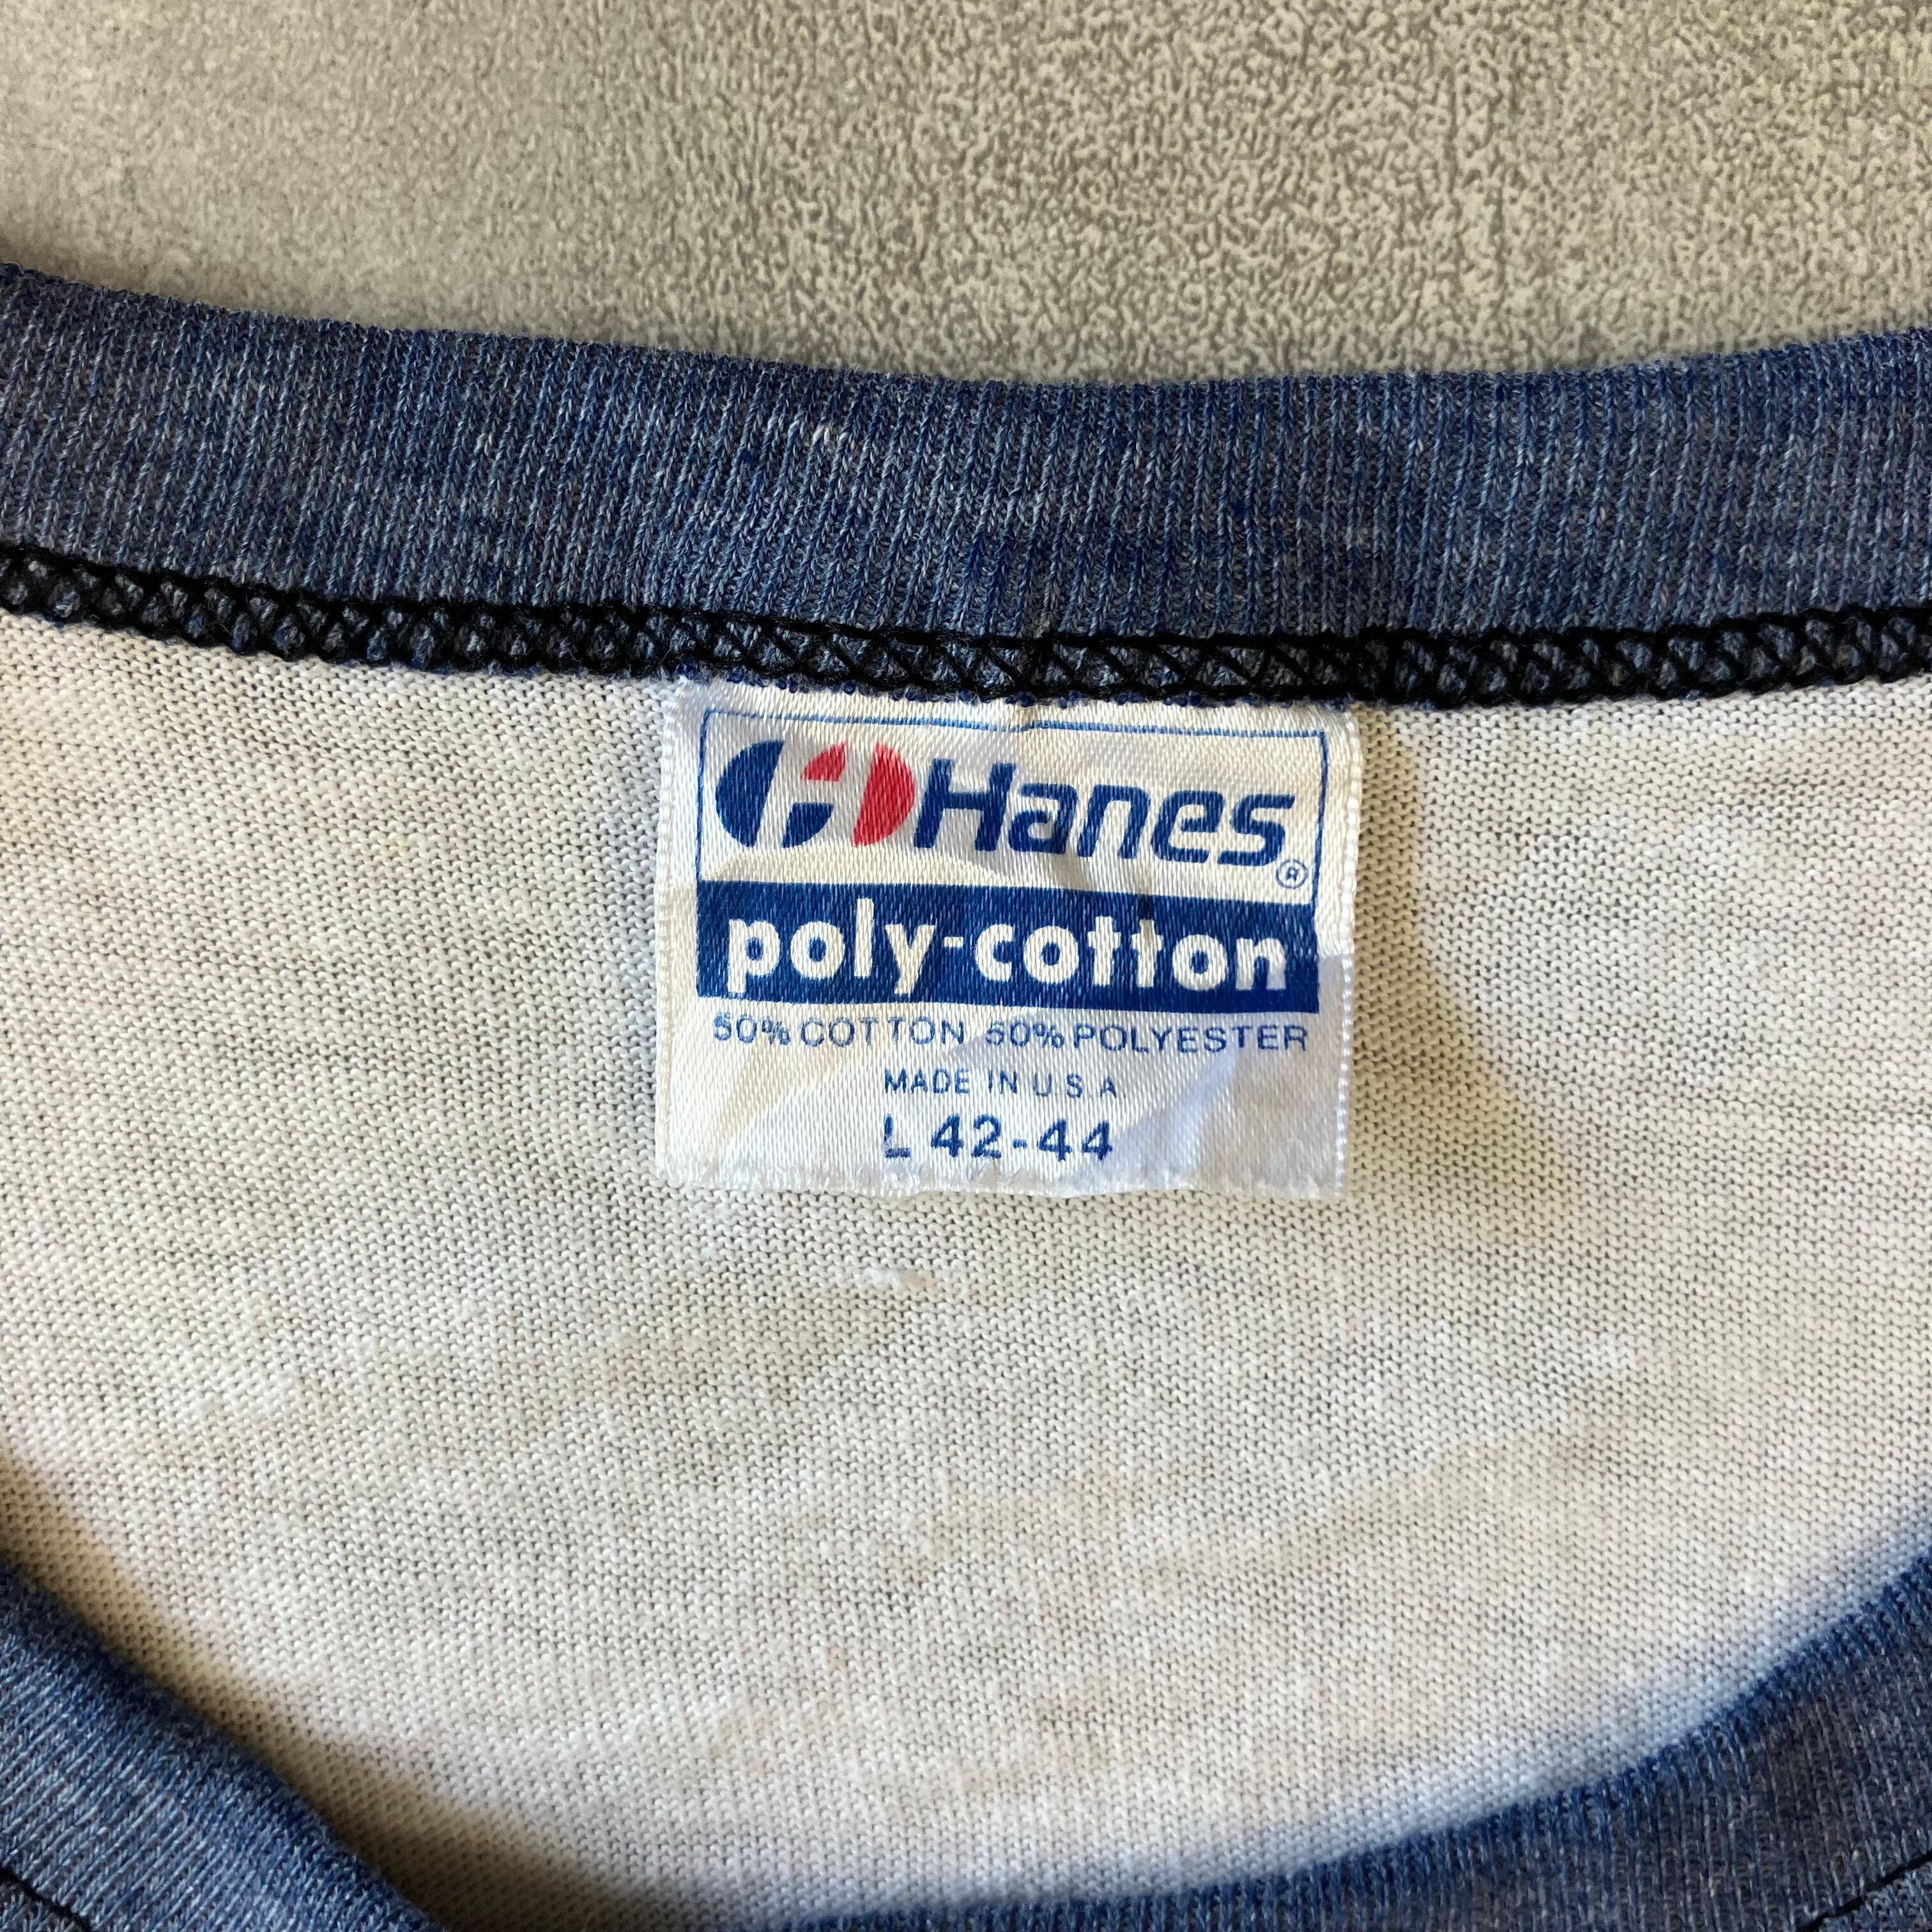 Hanes®
poly-cotton
50% COTTON 50% POLYESTER
MADE IN U.S.A.
L 42-44